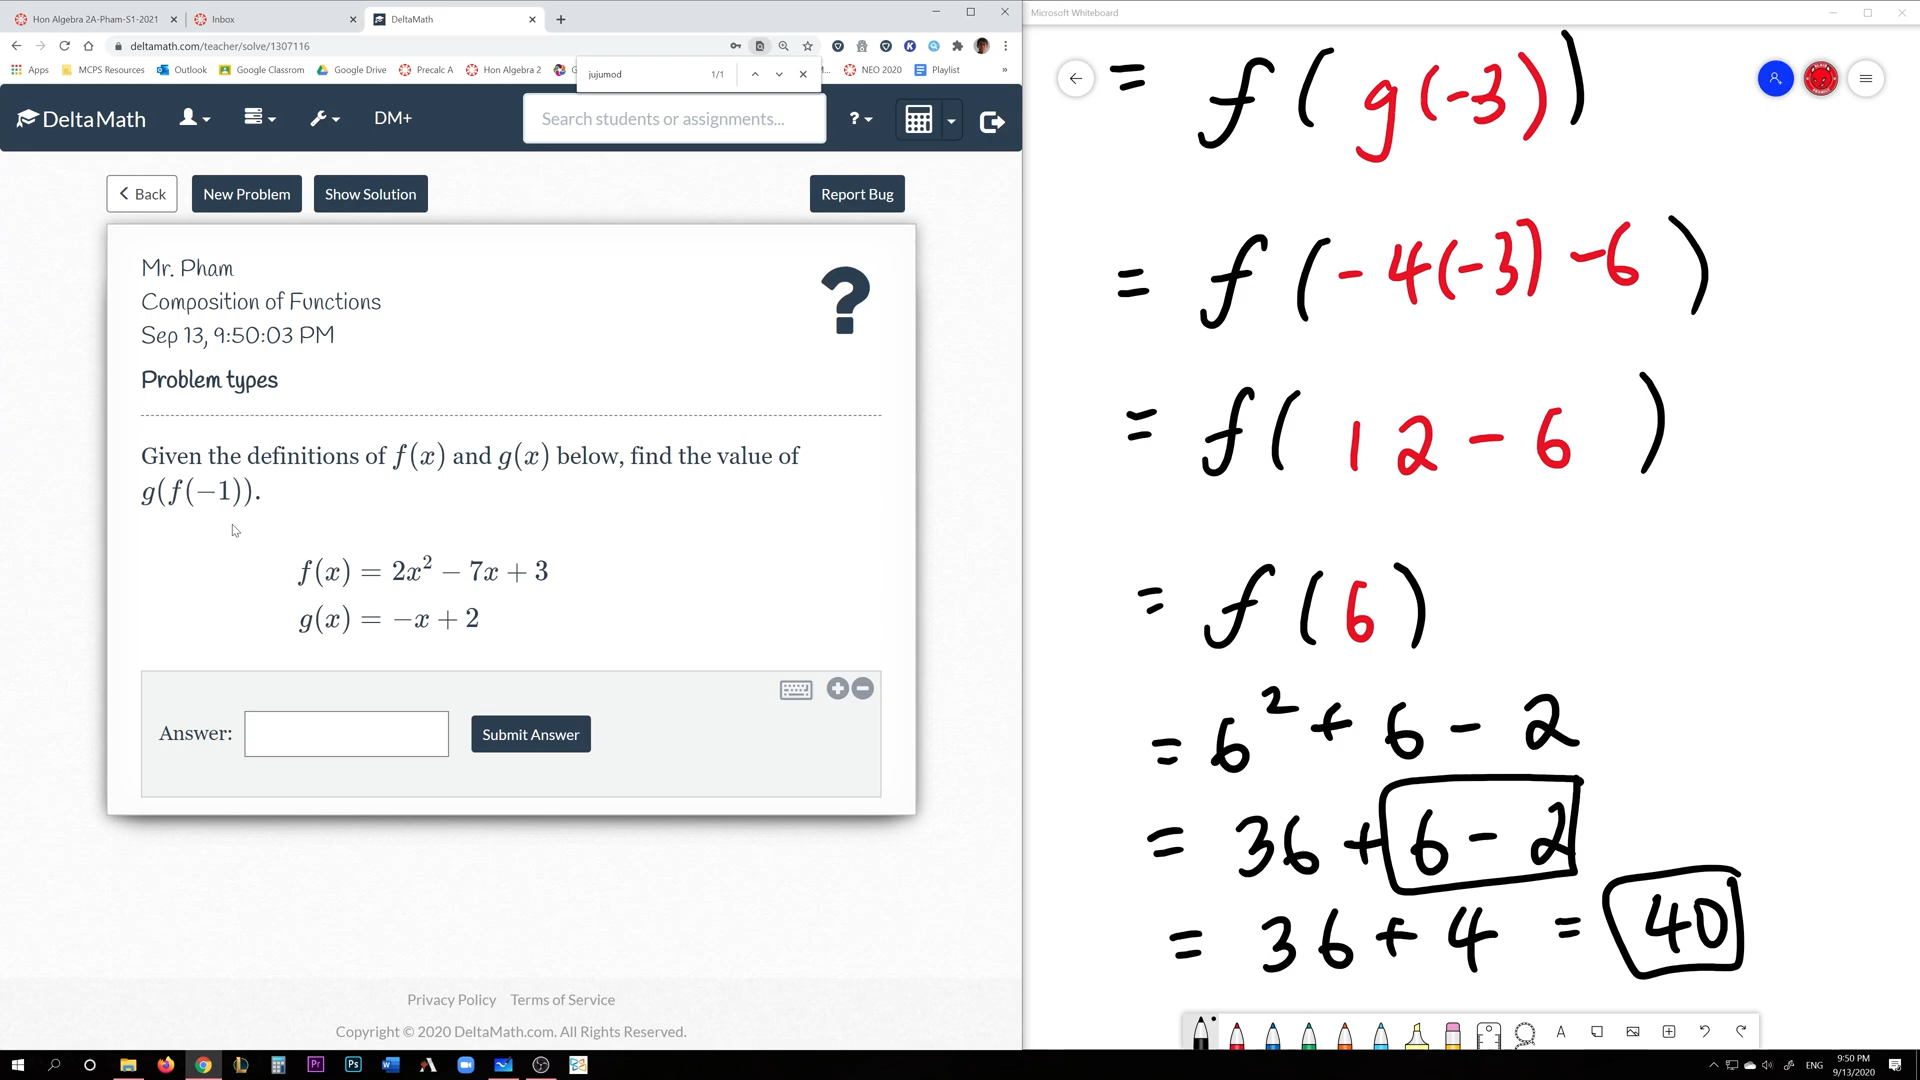 Hon Algebra 2A-Pham-S1-2021
Inbox
DeltaMath
deltamath.com/teacher/solve/1307116
jujumod
1/1
Apps
MCPS Resources
Outlook
Google Classrom
Google Drive
Precalc A
Hon Algebra 2
NEO 2020
Playlist
DeltaMath
DM+
Search students or assignments...
?
Back
New Problem
Show Solution
Report Bug
Mr. Pham
Composition of Functions
Sep 13, 9:50:03 PM
?
Problem types
Given the definitions of f(x) and g(x) below, find the value of
g(f(−1)).
f(x) = 2x² − 7x + 3
g(x) = −x + 2
Answer:
Submit Answer
Privacy Policy
Terms of Service
Copyright © 2020 DeltaMath.com. All Rights Reserved.
Microsoft Whiteboard
= f( g(-3) )
= f( -4(-3) -6 )
= f( 12 - 6 )
= f( 6 )
= 6² + 6 - 2
= 36 + 6 - 2
= 36 + 4 = 40
A
ENG
9:50 PM
9/13/2020